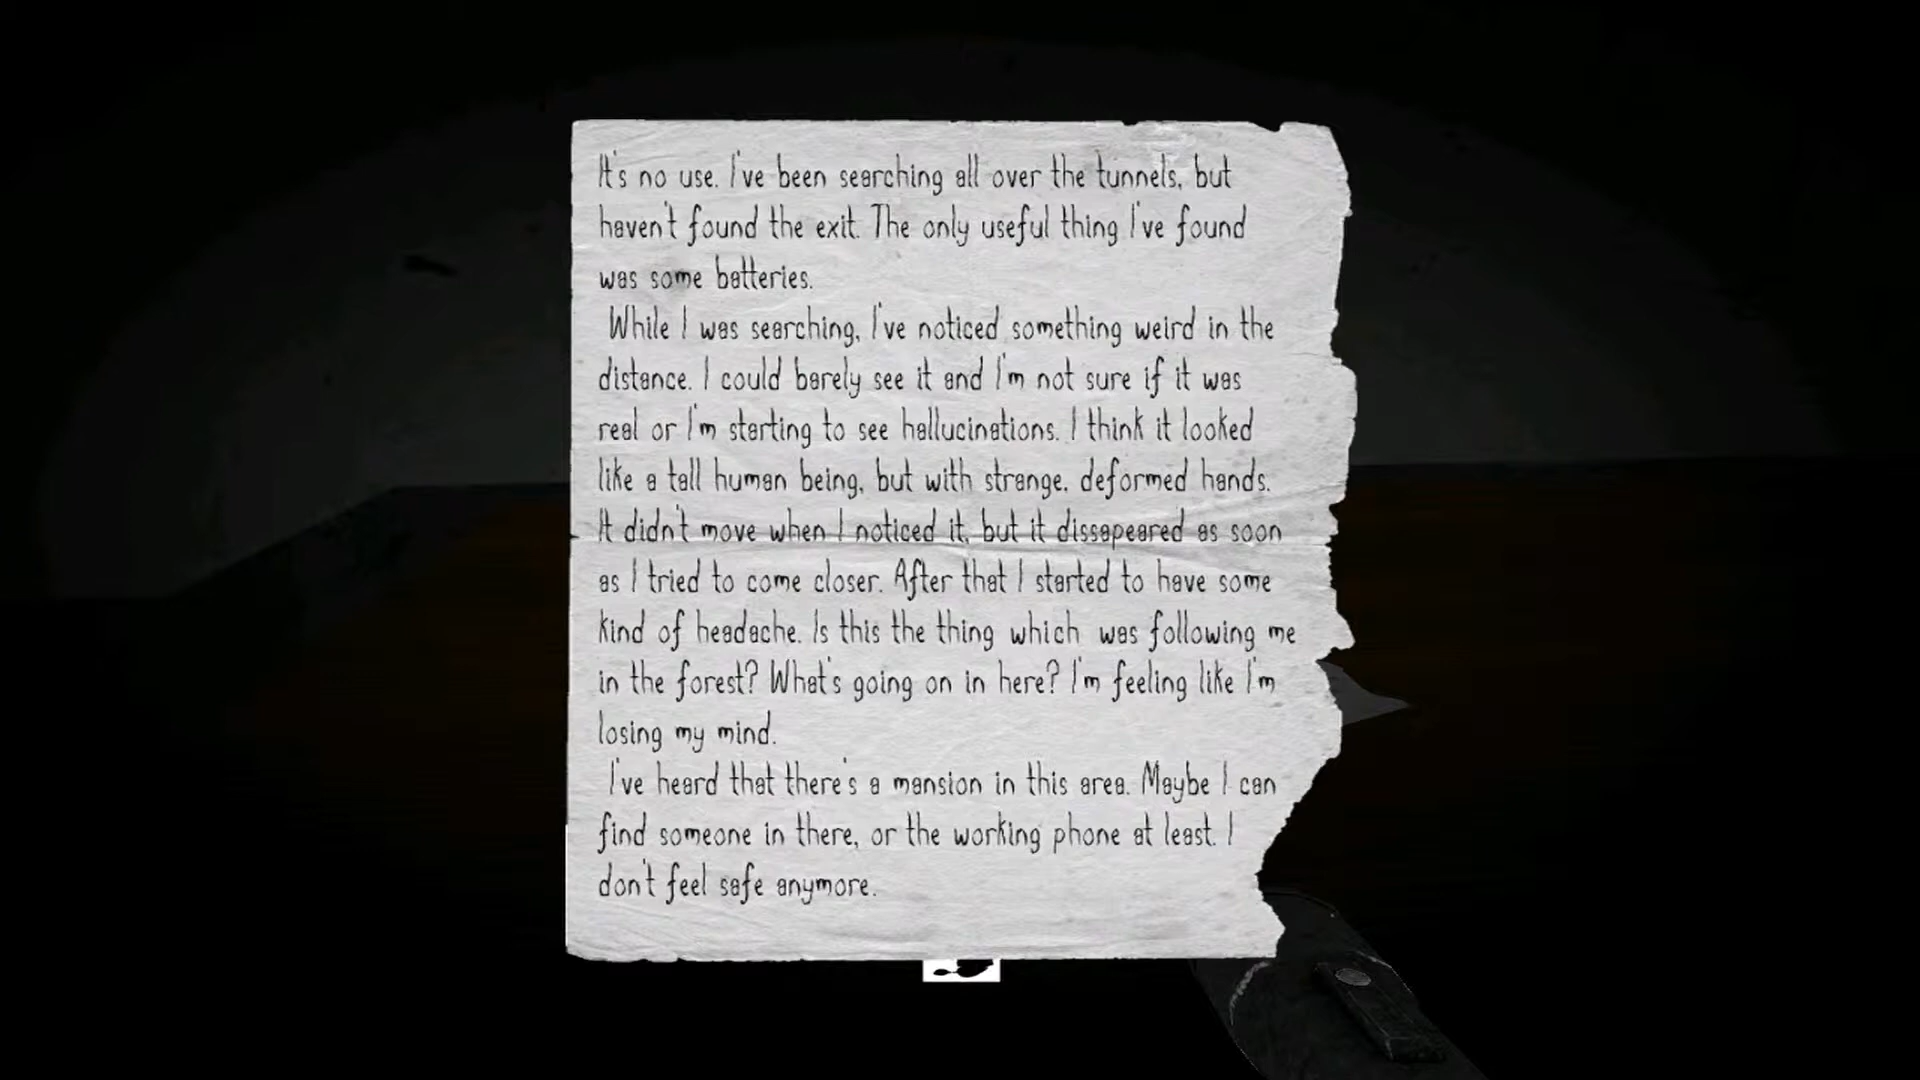 It's no use. I've been searching all over the tunnels, but
haven't found the exit. The only useful thing I've found
was some batteries.
While I was searching, I've noticed something weird in the
distance. I could barely see it and I'm not sure if it was
real or I'm starting to see hallucinations. I think it looked
like a tall human being, but with strange, deformed hands.
It didn't move when I noticed it, but it dissapeared as soon
as I tried to come closer. After that I started to have some
kind of headache. Is this the thing which was following me
in the forest? What's going on in here? I'm feeling like I'm
losing my mind.
I've heard that there's a mansion in this area. Maybe I can
find someone in there, or the working phone at least. I
don't feel safe anymore.